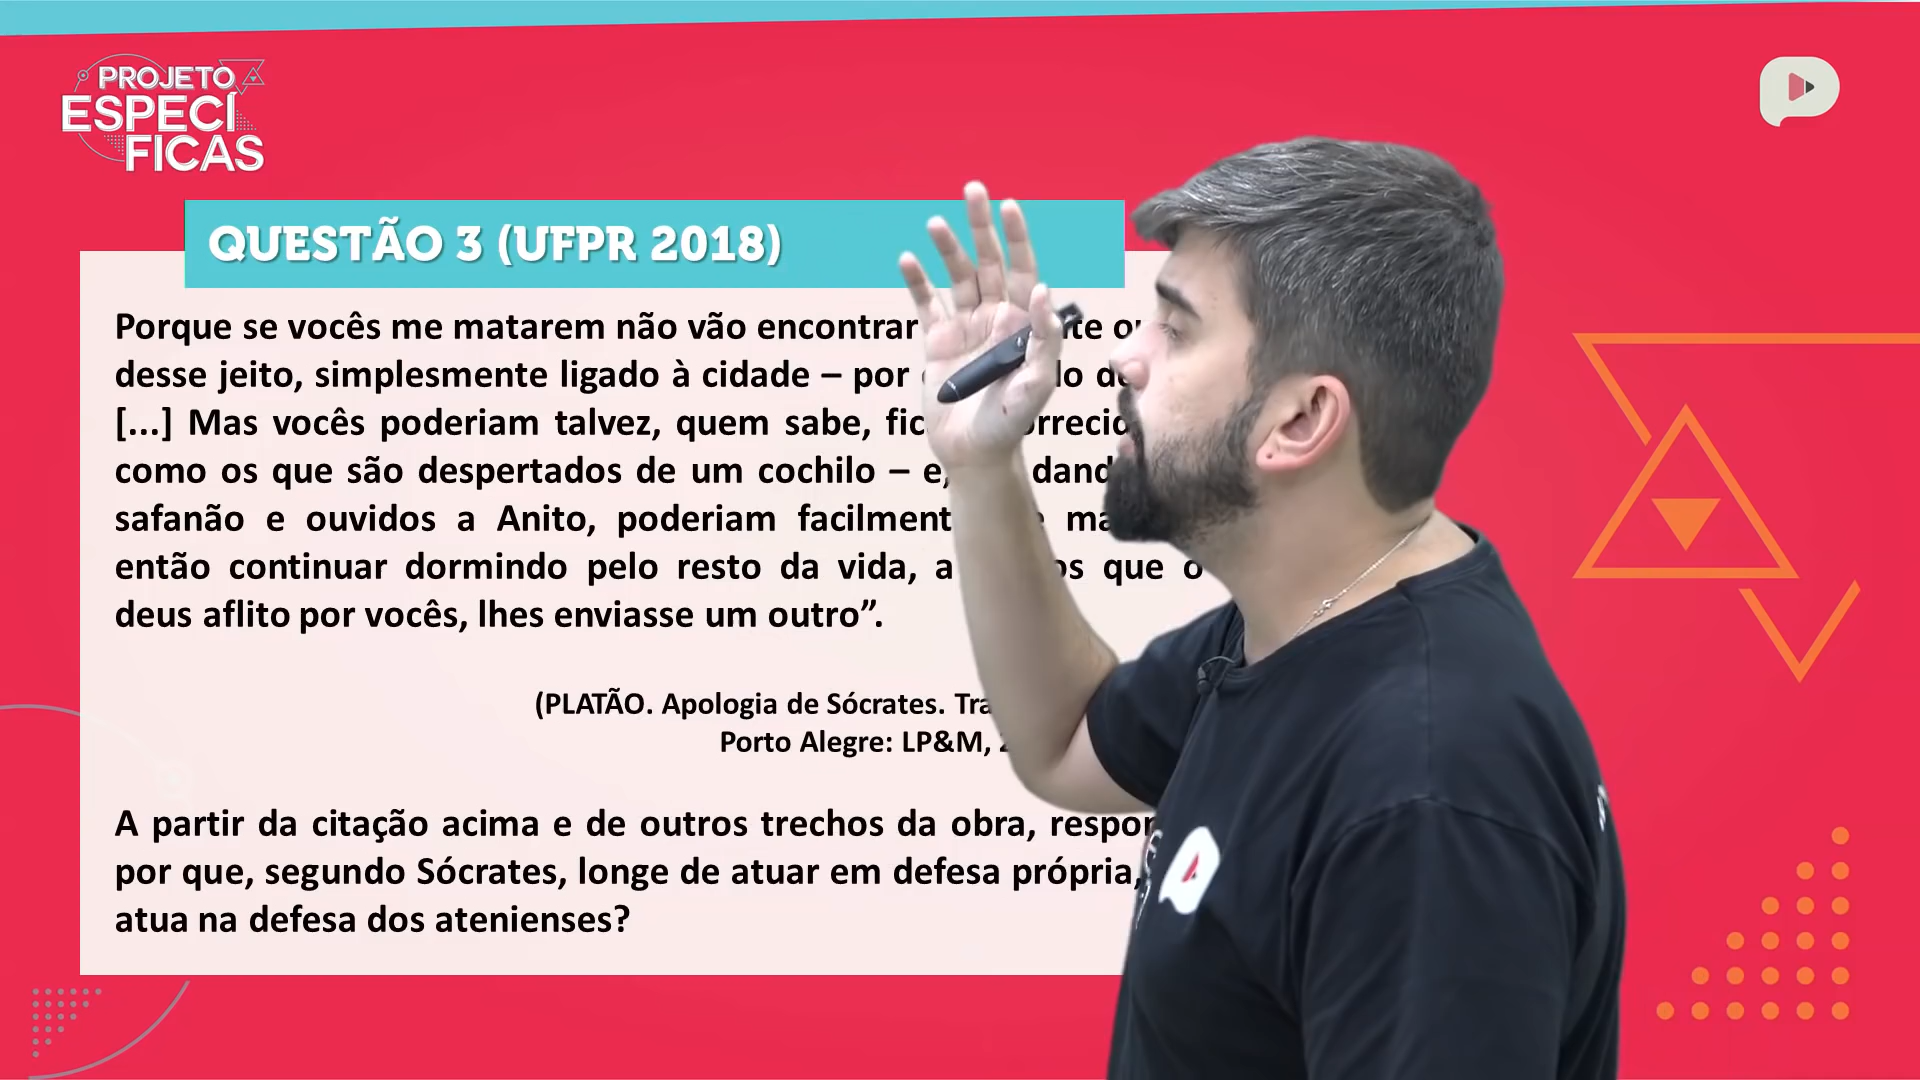 PROJETO
ESPECÍ
FICAS
QUESTÃO 3 (UFPR 2018)
Porque se vocês me matarem não vão encontrar
desse jeito, simplesmente ligado à cidade – por
[...] Mas vocês poderiam talvez, quem sabe,
como os que são despertados de um cochilo – e,
safanão e ouvidos a Anito, poderiam
então continuar dormindo pelo resto da vida, a que o
deus aflito por vocês, lhes enviasse um outro”.
(PLATÃO. Apologia de Sócrates.
Porto Alegre: LP&M,
A partir da citação acima e de outros trechos da obra,
por que, segundo Sócrates, longe de atuar em defesa própria,
atua na defesa dos atenienses?